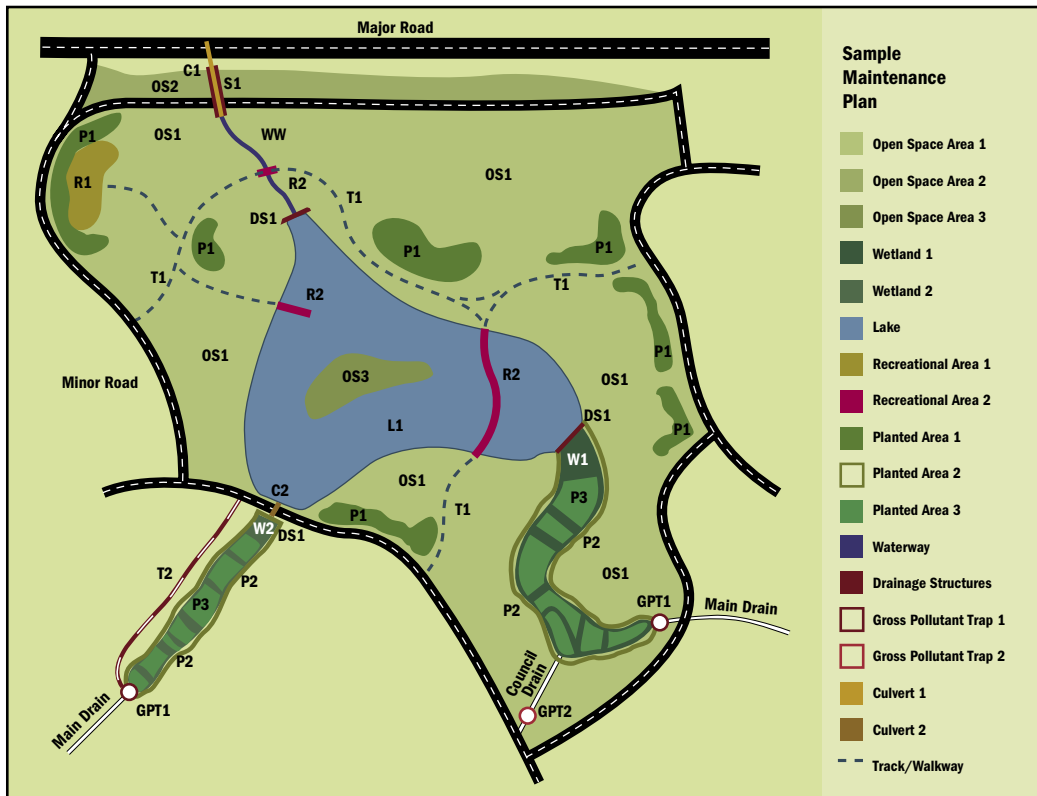 Major Road
C1
S1
OS2
P1
OS1
WW
R1
R2
T1
OS1
DS1
P1
P1
P1
T1
T1
R2
OS1
P1
Minor Road
OS3
R2
OS1
DS1
P1
L1
W1
OS1
C2
P3
P1
T1
W2
DS1
P2
T2
P2
OS1
P3
P2
GPT1
Main Drain
P2
Council
Drain
GPT1
GPT2
Main Drain
Sample
Maintenance
Plan
Open Space Area 1
Open Space Area 2
Open Space Area 3
Wetland 1
Wetland 2
Lake
Recreational Area 1
Recreational Area 2
Planted Area 1
Planted Area 2
Planted Area 3
Waterway
Drainage Structures
Gross Pollutant Trap 1
Gross Pollutant Trap 2
Culvert 1
Culvert 2
Track/Walkway